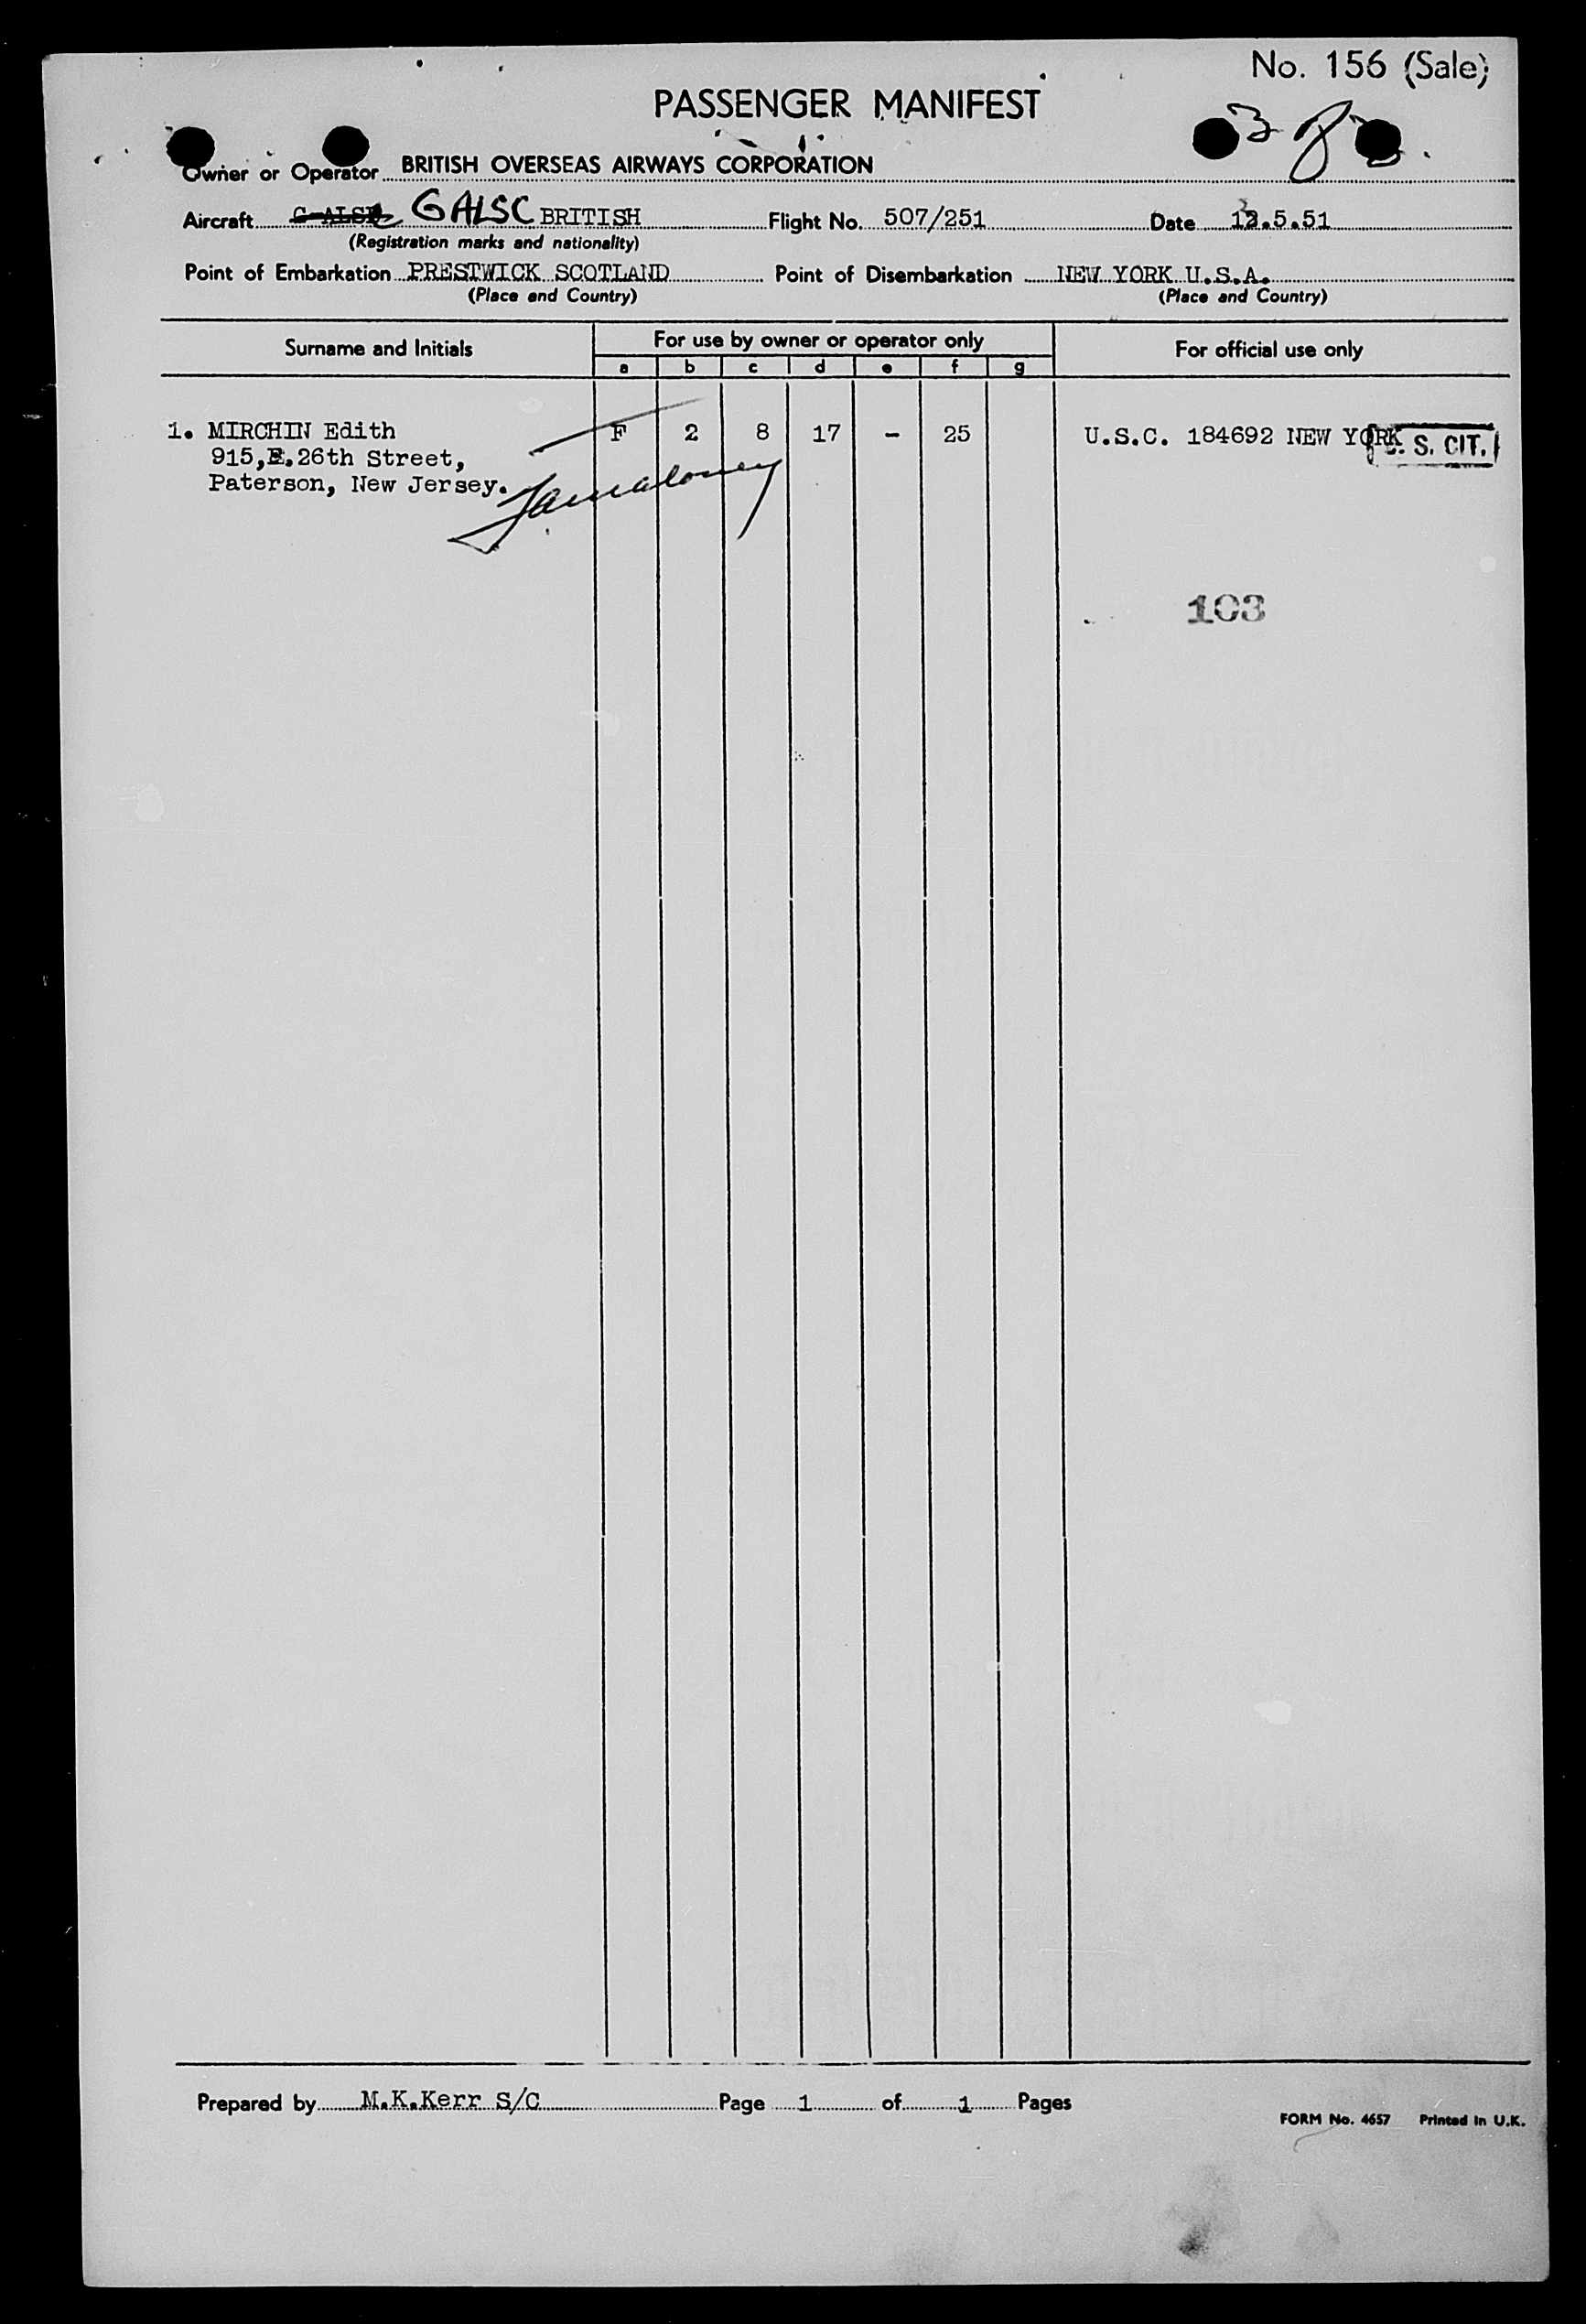 No. 156 (Sale)
PASSENGER MANIFEST
3
Owner or Operator BRITISH OVERSEAS AIRWAYS CORPORATION
Aircraft GALSC BRITISH Flight No. 507/251 Date 13.5.51
(Registration marks and nationality)
Point of Embarkation PRESTWICK SCOTLAND Point of Disembarkation NEW YORK U.S.A.
(Place and Country) (Place and Country)
Surname and Initials For use by owner or operator only For official use only
a b c d e f g
1. MIRCHIN Edith F 2 8 17 - 25 U.S.C. 184692 NEW YORK S. CIT.
915, E. 26th Street,
Paterson, New Jersey.
103
Prepared by M.K.Kerr S/C Page 1 of 1 Pages
FORM No. 4657 Printed in U.K.